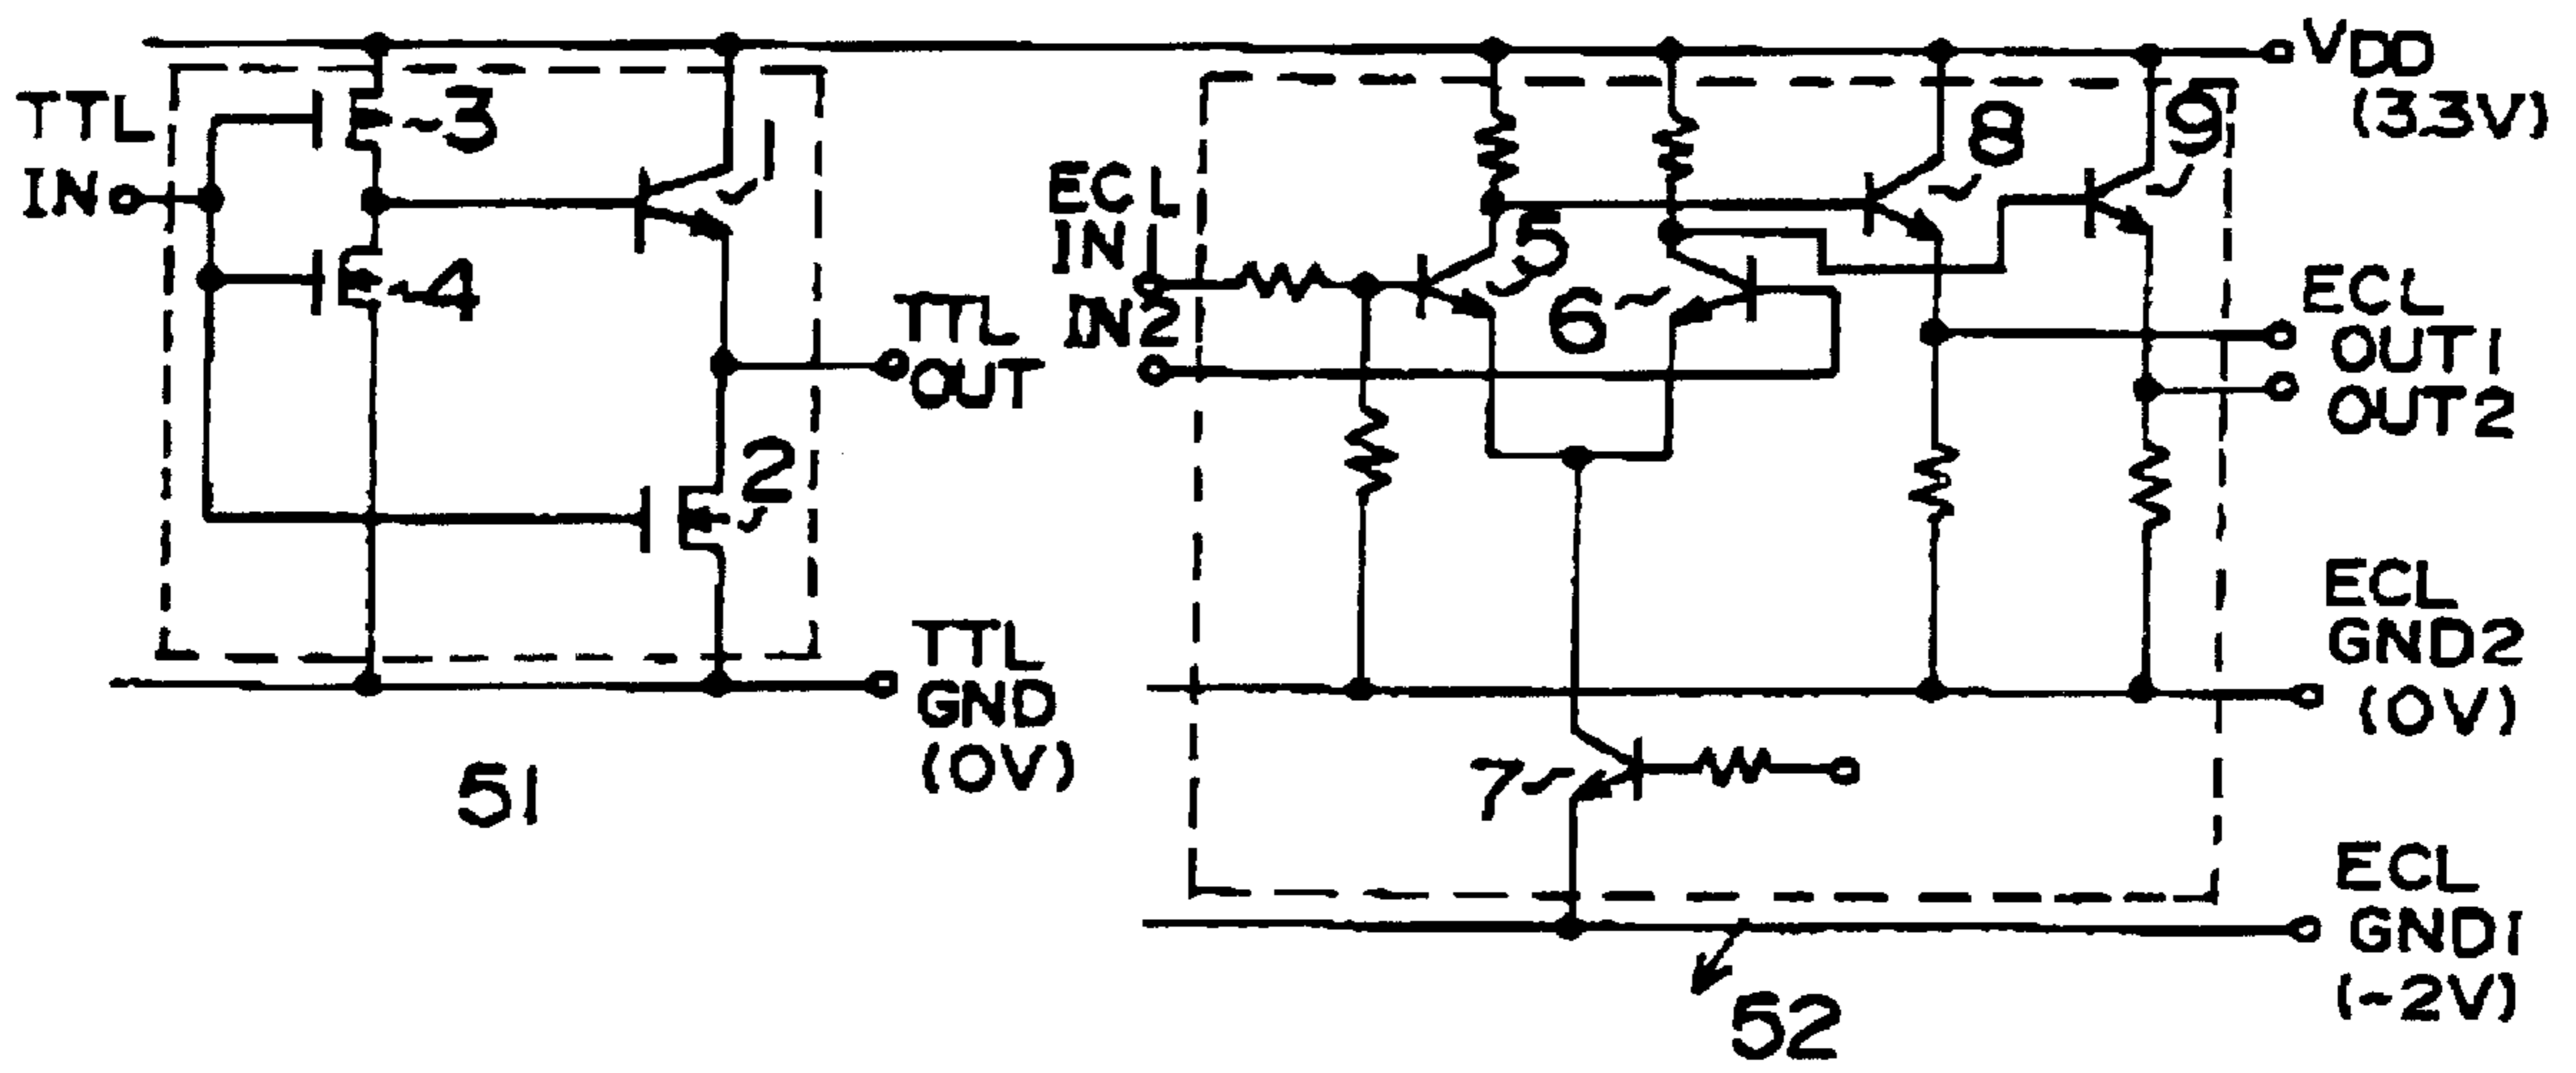 TTL
IN
3
4
1
2
TTL
OUT
TTL
GND
(0V)
51
ECL
IN1
IN2
5
6
7
8
9
VDD
(3.3V)
ECL
OUT1
OUT2
ECL
GND2
(0V)
ECL
GND1
(-2V)
52